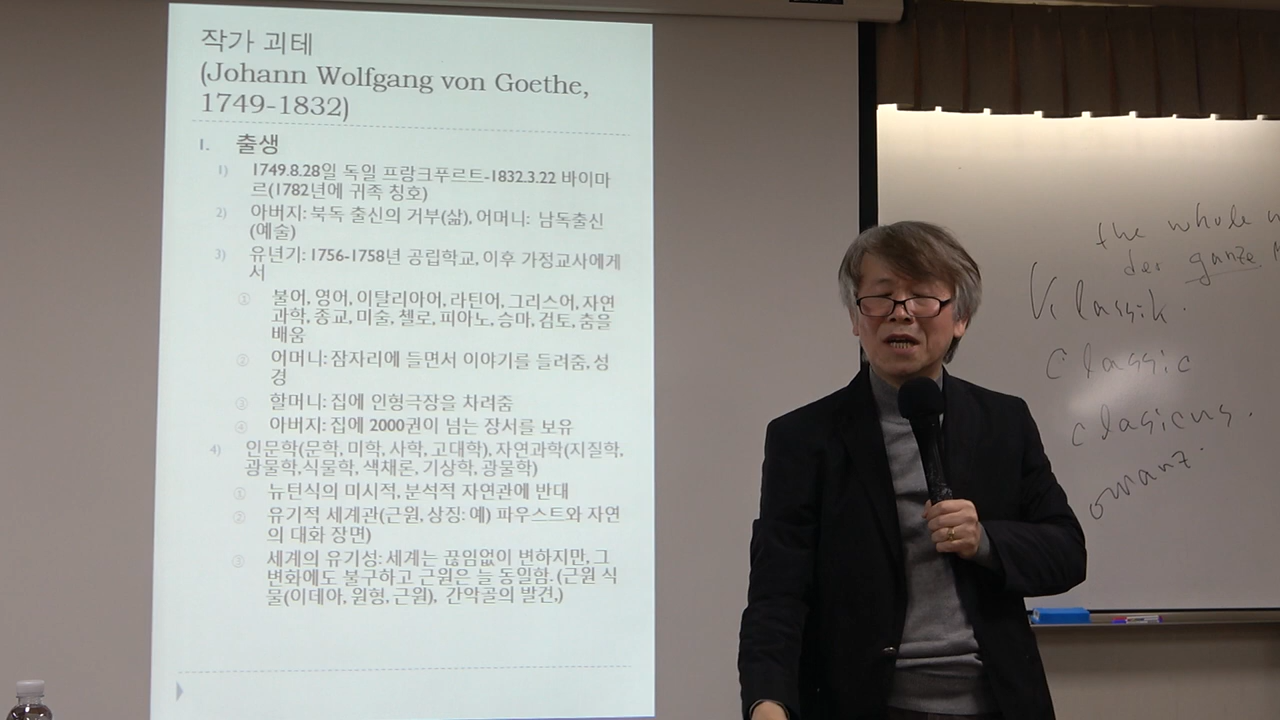 작가 괴테
(Johann Wolfgang von Goethe,
1749-1832)
I. 출생
1) 1749.8.28일 독일 프랑크푸르트-1832.3.22 바이마
르(1782년에 귀족 칭호)
2) 아버지: 북독 출신의 거부(삶), 어머니: 남독출신
(예술)
3) 유년기: 1756-1758년 공립학교, 이후 가정교사에게
서
① 불어, 영어, 이탈리아어, 라틴어, 그리스어, 자연
과학, 종교, 미술, 첼로, 피아노, 승마, 검토, 춤을
배움
② 어머니: 잠자리에 들면서 이야기를 들려줌, 성
경
③ 할머니: 집에 인형극장을 차려줌
④ 아버지: 집에 2000권이 넘는 장서를 보유
4) 인문학(문학, 미학, 사학, 고대학), 자연과학(지질학,
광물학,식물학, 색채론, 기상학, 광물학)
① 뉴턴식의 미시적, 분석적 자연관에 반대
② 유기적 세계관(근원, 상징: 예) 파우스트와 자연
의 대화 장면)
③ 세계의 유기성: 세계는 끊임없이 변하지만, 그
변화에도 불구하고 근원은 늘 동일함. (근원 식
물(이데아, 원형, 근원), 간악골의 발견,)
the whole
der ganze
Klassik.
Classic
clasicus.